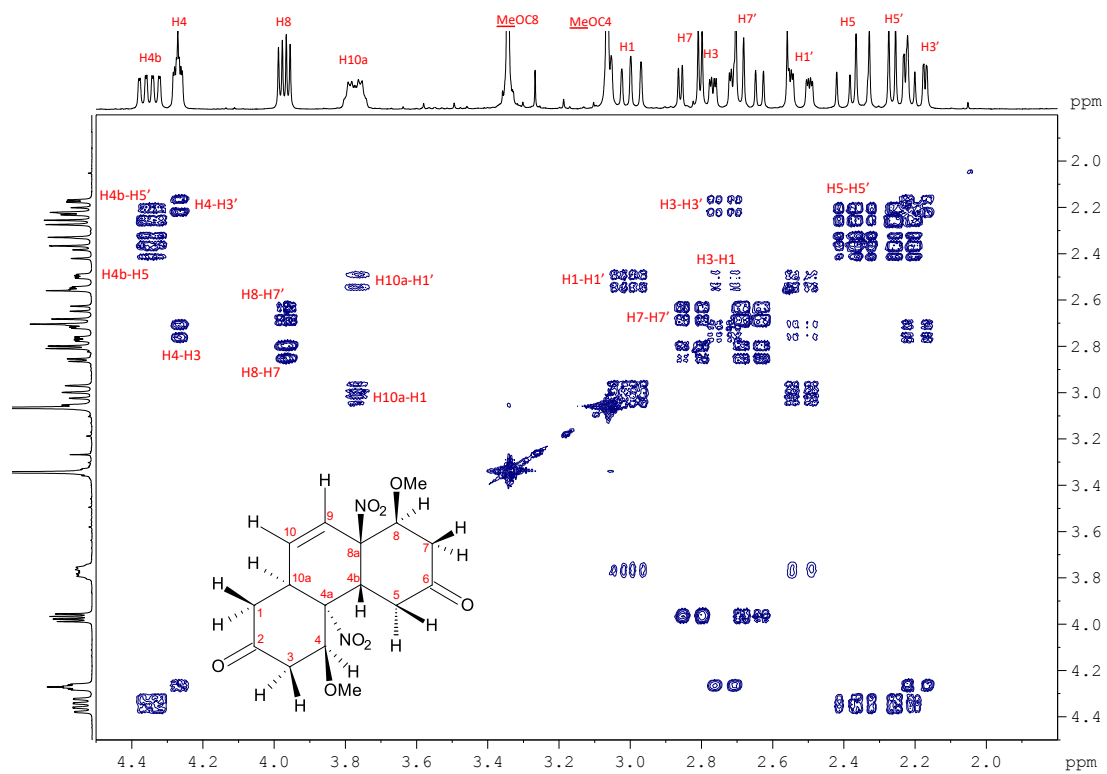 H4b
H4
H8
H10a
MeOC8
MeOC4
H1
H7
H3
H7'
H1'
H5
H5'
H3'
ppm
H4b-H5'
H4-H3'
H3-H3'
H5-H5'
H4b-H5
H10a-H1'
H1-H1'
H3-H1
H8-H7'
H7-H7'
H4-H3
H8-H7
H10a-H1
2.0
2.2
2.4
2.6
2.8
3.0
3.2
3.4
3.6
3.8
4.0
4.2
4.4
H
NO2
OMe
H
H
H
10
9
8
8a
7
H
H
10a
4b
6
H
4a
5
O
H
1
H
H
H
2
4
NO2
O
3
H
H
H
OMe
4.4 4.2 4.0 3.8 3.6 3.4 3.2 3.0 2.8 2.6 2.4 2.2 2.0 ppm